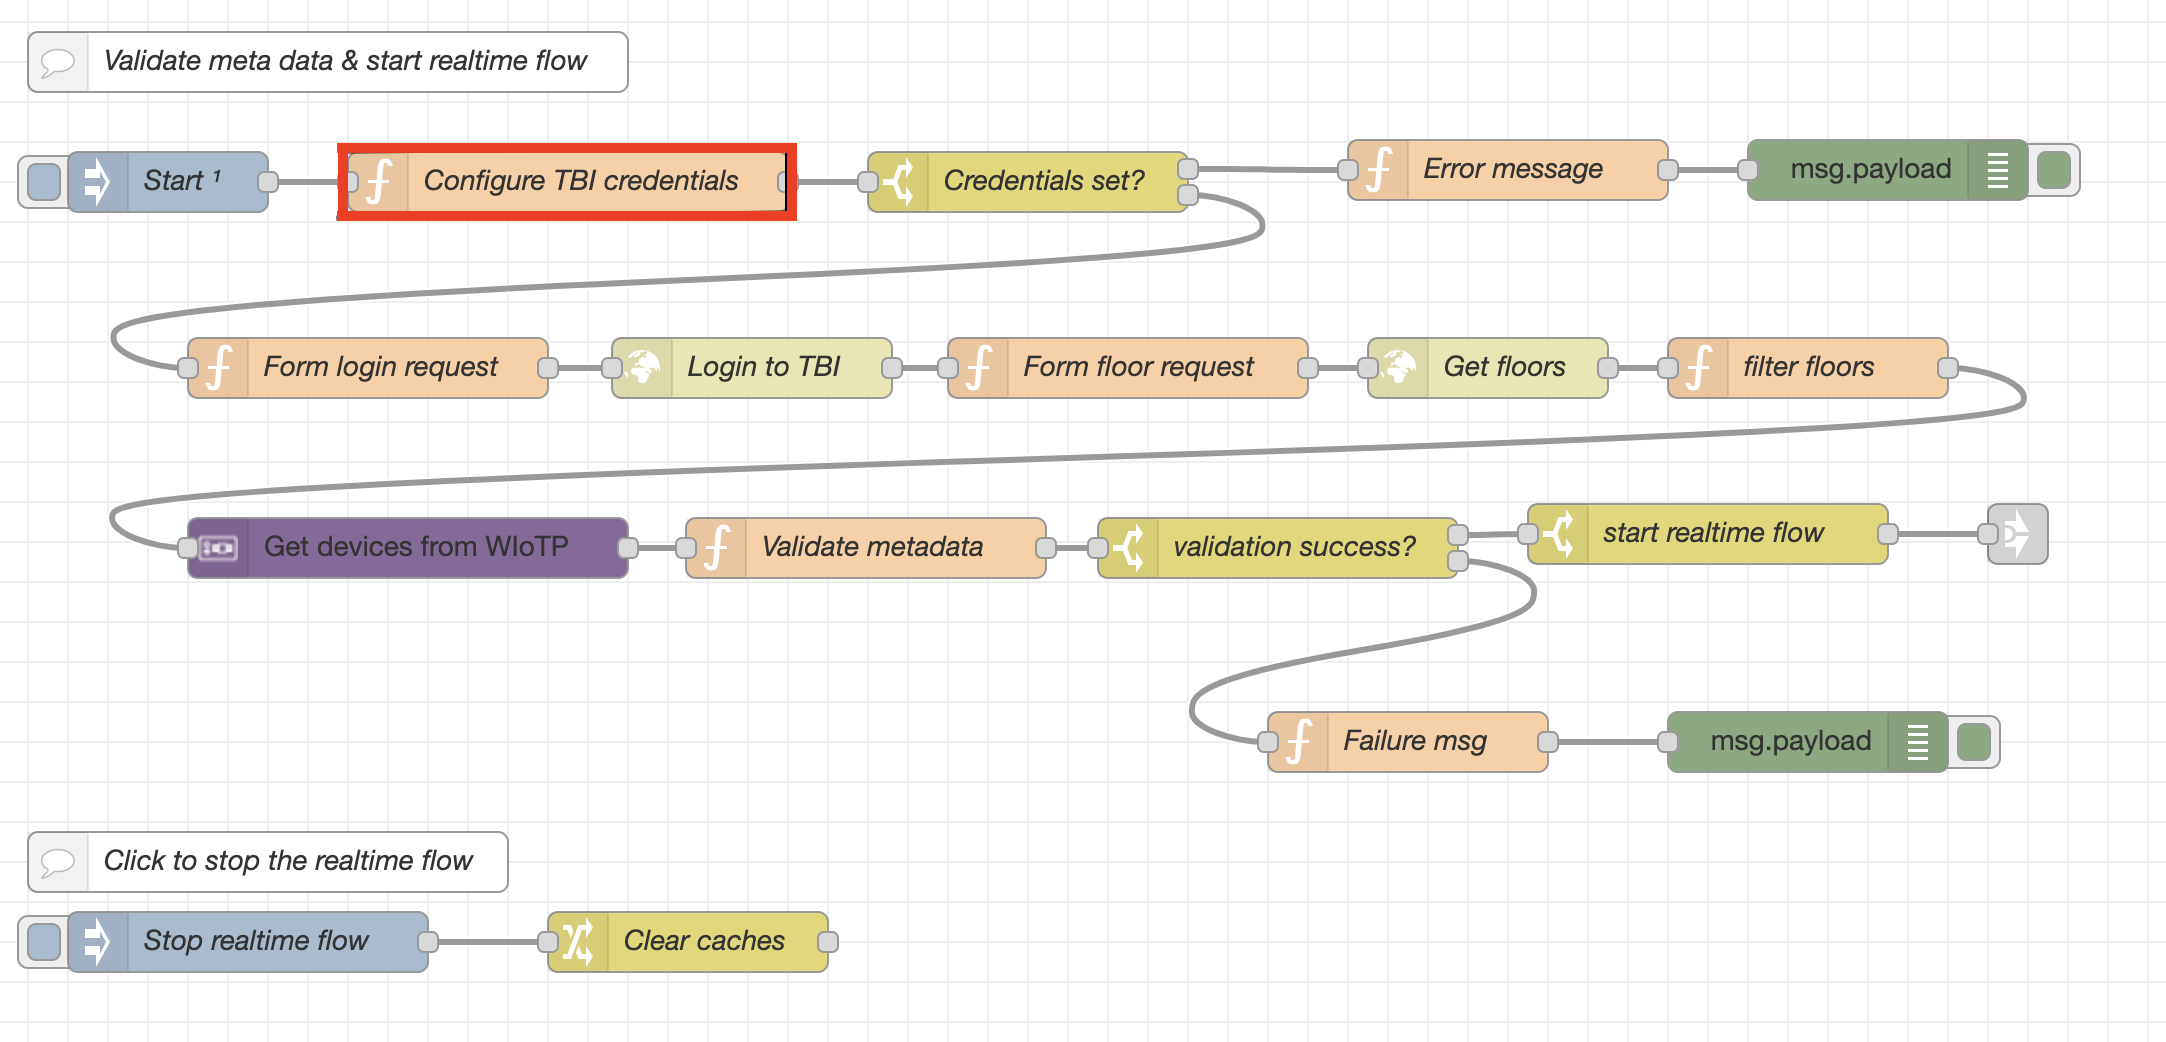 Validate meta data & start realtime flow
Start ¹
Configure TBI credentials
Credentials set?
Error message
msg.payload
Form login request
Login to TBI
Form floor request
Get floors
filter floors
Get devices from WIoTP
Validate metadata
validation success?
start realtime flow
Failure msg
msg.payload
Click to stop the realtime flow
Stop realtime flow
Clear caches